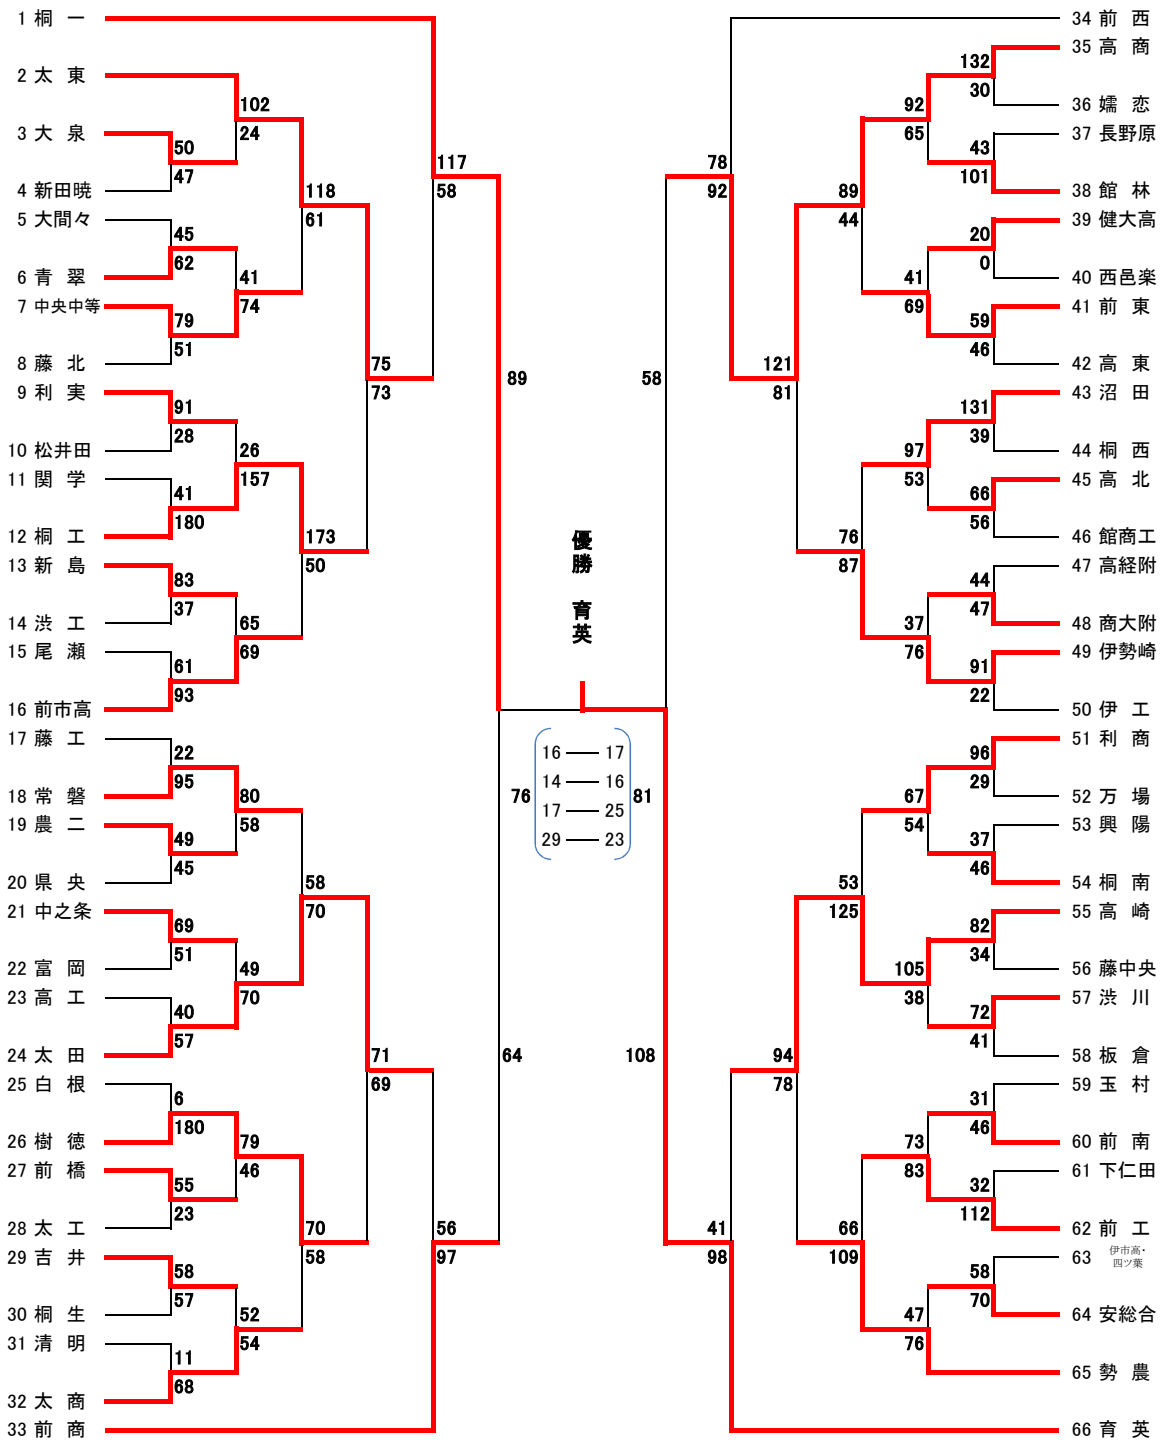 1 桐 一
2 太 東
3 大 泉
4 新田暁
5 大間々
6 青 翠
7 中央中等
8 藤 北
9 利 実
10 松井田
11 関 学
12 桐 工
13 新 島
14 渋 工
15 尾 瀬
16 前市高
17 藤 工
18 常 磐
19 農 二
20 県 央
21 中之条
22 富 岡
23 高 工
24 太 田
25 白 根
26 樹 徳
27 前 橋
28 太 工
29 吉 井
30 桐 生
31 清 明
32 太 商
33 前 商
50
47
45
62
79
51
91
28
41
180
83
37
61
93
22
95
49
45
69
51
40
57
6
180
55
23
58
57
11
68
102
24
41
74
26
157
65
69
80
58
49
70
79
46
52
54
118
61
173
50
58
70
70
58
75
73
71
69
117
58
56
97
89
64
優勝 育英
76
16 17
14 16
17 25
29 23
81
58
108
78
92
41
98
121
81
94
78
89
44
76
87
53
125
66
109
92
65
41
69
97
53
37
76
67
54
105
38
73
83
47
76
132
30
43
101
20
0
59
46
131
39
66
56
44
47
91
22
96
29
37
46
82
34
72
41
31
46
32
112
58
70
34 前 西
35 高 商
36 嬬 恋
37 長野原
38 館 林
39 健大高
40 西邑楽
41 前 東
42 高 東
43 沼 田
44 桐 西
45 高 北
46 館商工
47 高経附
48 商大附
49 伊勢崎
50 伊 工
51 利 商
52 万 場
53 興 陽
54 桐 南
55 高 崎
56 藤中央
57 渋 川
58 板 倉
59 玉 村
60 前 南
61 下仁田
62 前 工
63 伊市高・
四ツ葉
64 安総合
65 勢 農
66 育 英